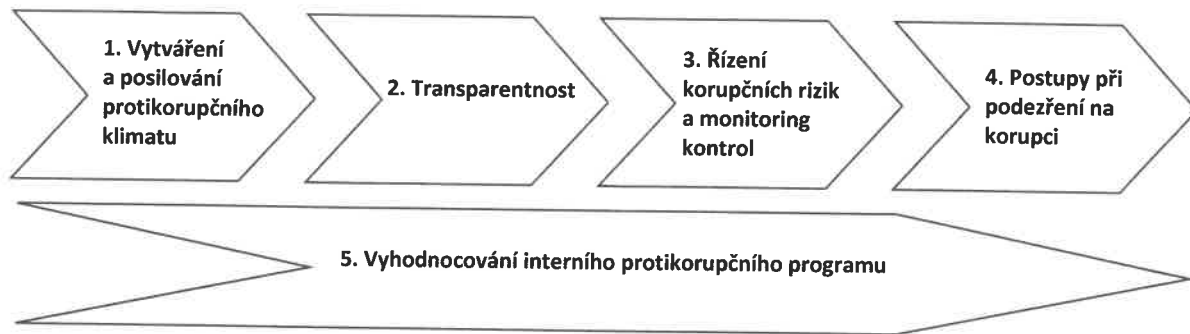 1. Vytváření
a posilování
protikorupčního
klimatu
2. Transparentnost
3. Řízení
korupčních rizik
a monitoring
kontrol
4. Postupy při
podezření na
korupci
5. Vyhodnocování interního protikorupčního programu